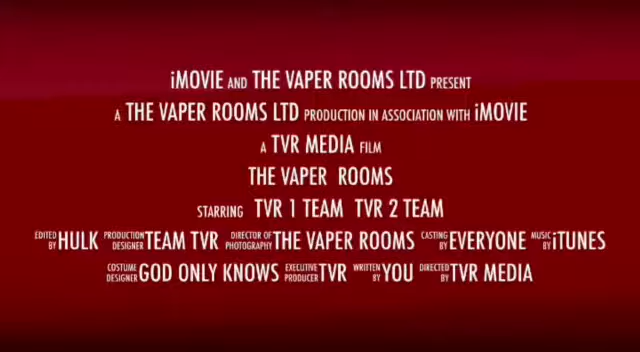 iMOVIE AND THE VAPER ROOMS LTD PRESENT
A THE VAPER ROOMS LTD PRODUCTION IN ASSOCIATION WITH iMOVIE
A TVR MEDIA FILM
THE VAPER ROOMS
STARRING TVR 1 TEAM TVR 2 TEAM
EDITED BY HULK PRODUCTION DESIGNER TEAM TVR DIRECTOR OF PHOTOGRAPHY THE VAPER ROOMS CASTING BY EVERYONE MUSIC BY iTUNES
COSTUME DESIGNER GOD ONLY KNOWS EXECUTIVE PRODUCER TVR WRITTEN BY YOU DIRECTED BY TVR MEDIA